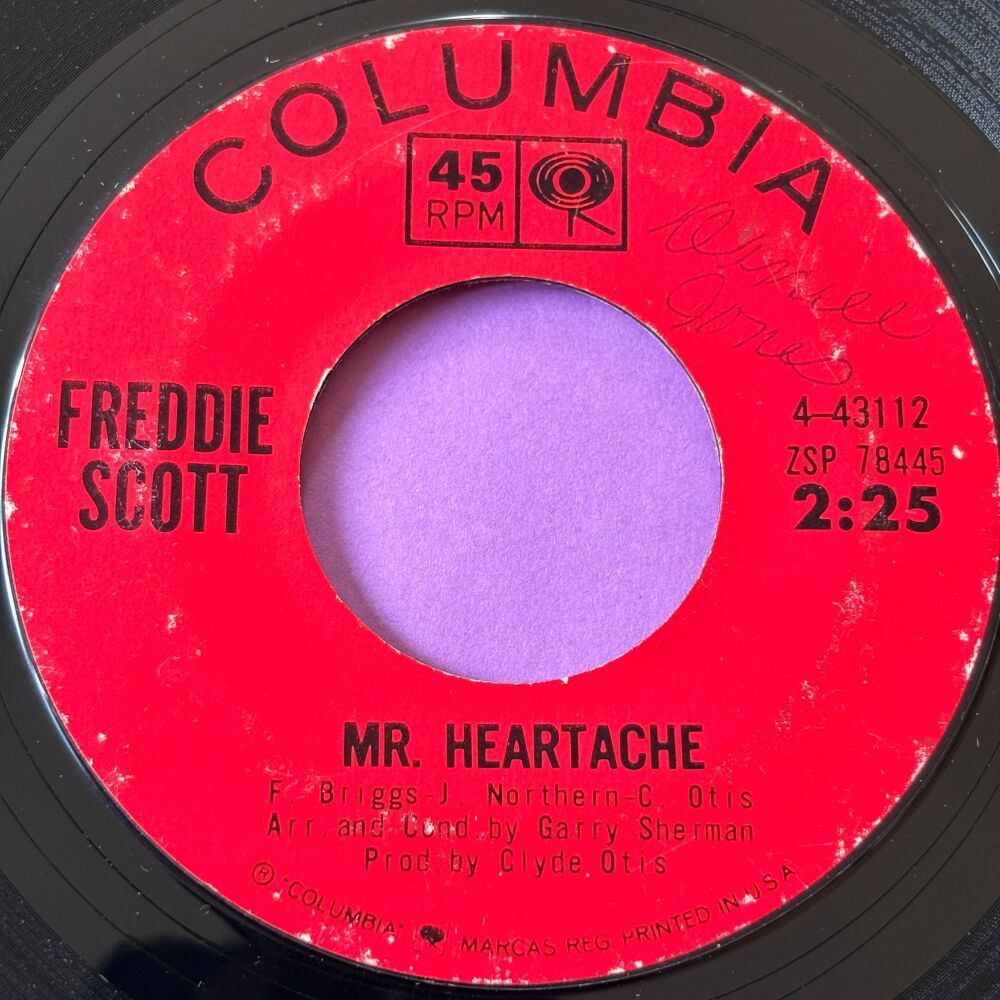 COLUMBIA
45
RPM
Jones
FREDDIE
SCOTT
4-43112
ZSP 78445
2:25
MR. HEARTACHE
F. Briggs-J. Northern-C. Otis
Arr. and Cond. by Garry Sherman
Prod. by Clyde Otis
® "COLUMBIA" MARCAS REG. PRINTED IN U S A